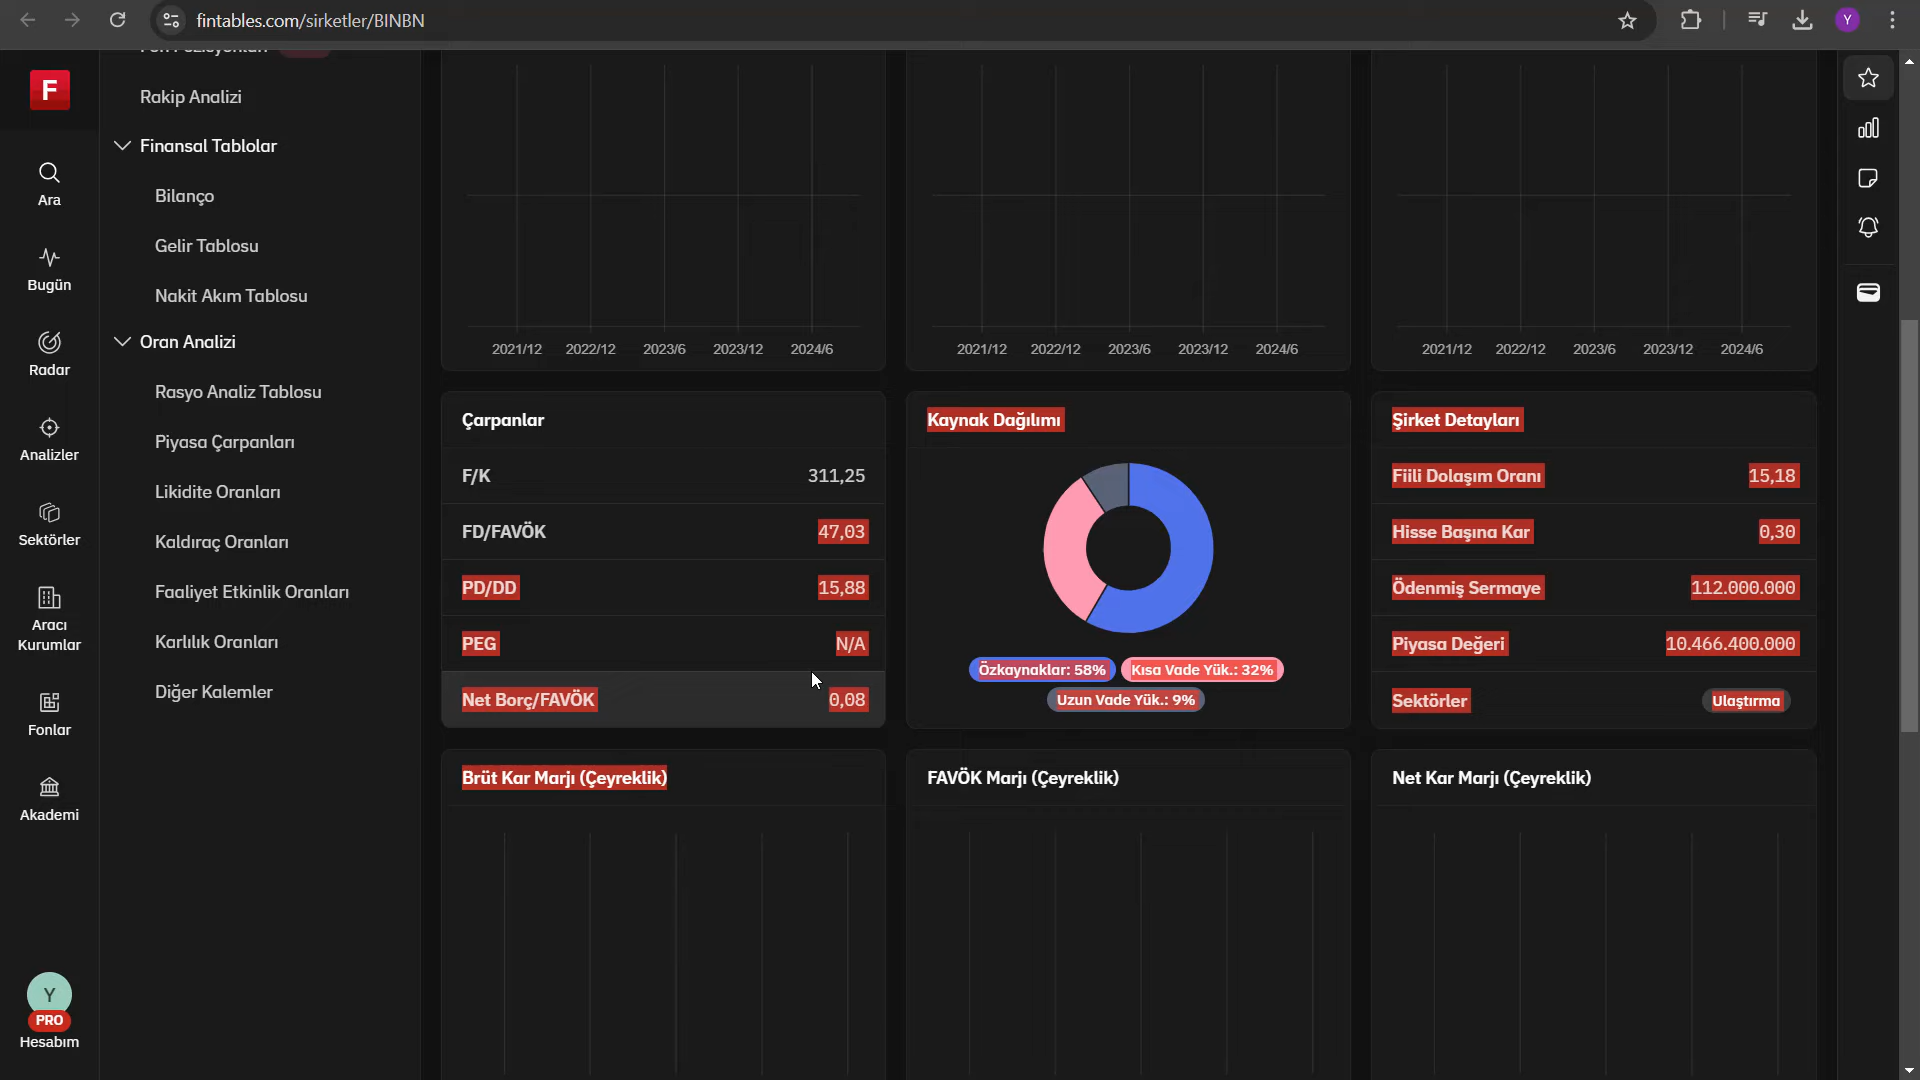 fintables.com/sirketler/BINBN
Y
F
Ara
Bugün
Radar
Analizler
Sektörler
Aracı
Kurumlar
Fonlar
Akademi
Y
PRO
Hesabım
Rakip Analizi
Finansal Tablolar
Bilanço
Gelir Tablosu
Nakit Akım Tablosu
Oran Analizi
Rasyo Analiz Tablosu
Piyasa Çarpanları
Likidite Oranları
Kaldıraç Oranları
Faaliyet Etkinlik Oranları
Karlılık Oranları
Diğer Kalemler
2021/12 2022/12 2023/6 2023/12 2024/6
2021/12 2022/12 2023/6 2023/12 2024/6
2021/12 2022/12 2023/6 2023/12 2024/6
Çarpanlar
F/K 311,25
FD/FAVÖK 47,03
PD/DD 15,88
PEG N/A
Net Borç/FAVÖK 0,08
Kaynak Dağılımı
Özkaynaklar: 58% Kısa Vade Yük.: 32%
Uzun Vade Yük.: 9%
Şirket Detayları
Fiili Dolaşım Oranı 15,18
Hisse Başına Kar 0,30
Ödenmiş Sermaye 112.000.000
Piyasa Değeri 10.466.400.000
Sektörler Ulaştırma
Brüt Kar Marjı (Çeyreklik)
FAVÖK Marjı (Çeyreklik)
Net Kar Marjı (Çeyreklik)